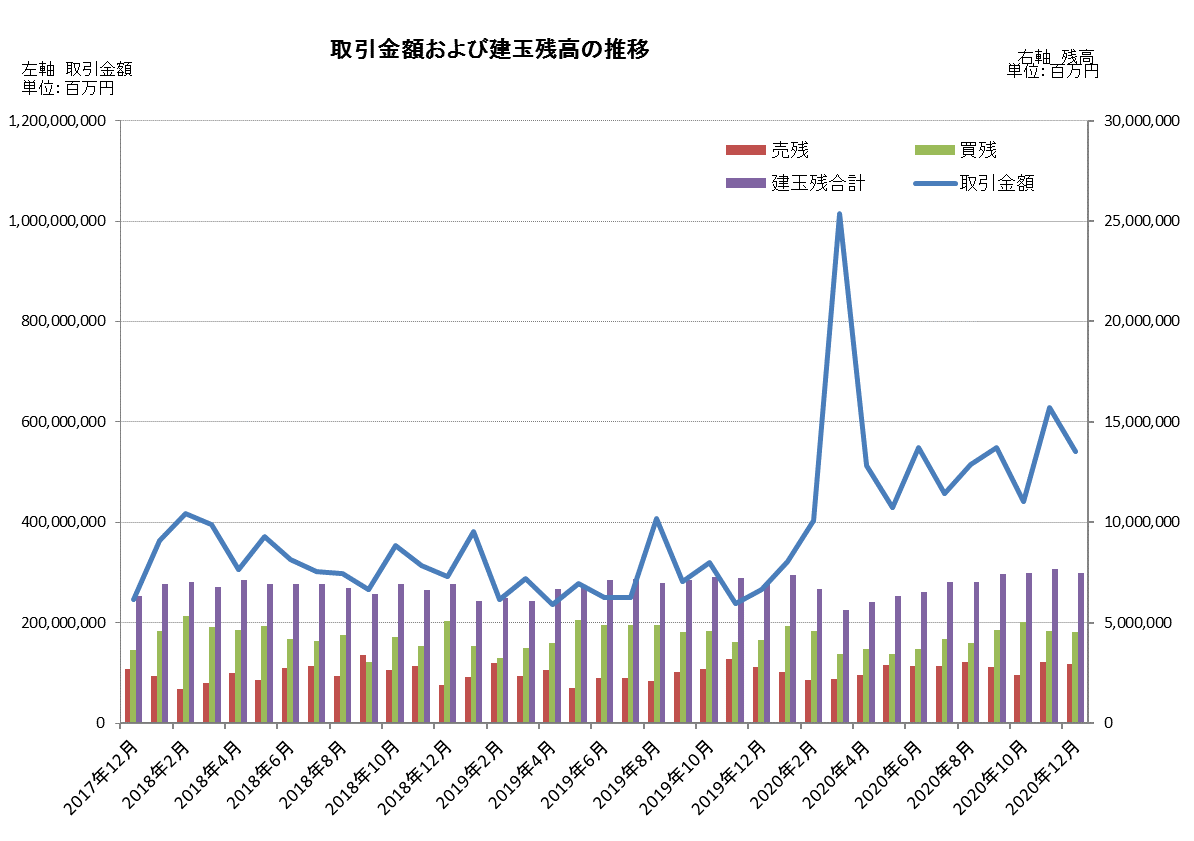 取引金額および建玉残高の推移
左軸 取引金額
単位: 百万円
右軸 残高
単位: 百万円
売残
買残
建玉残合計
取引金額
1,200,000,000
1,000,000,000
800,000,000
600,000,000
400,000,000
200,000,000
0
30,000,000
25,000,000
20,000,000
15,000,000
10,000,000
5,000,000
0
2017年12月
2018年2月
2018年4月
2018年6月
2018年8月
2018年10月
2018年12月
2019年2月
2019年4月
2019年6月
2019年8月
2019年10月
2019年12月
2020年2月
2020年4月
2020年6月
2020年8月
2020年10月
2020年12月